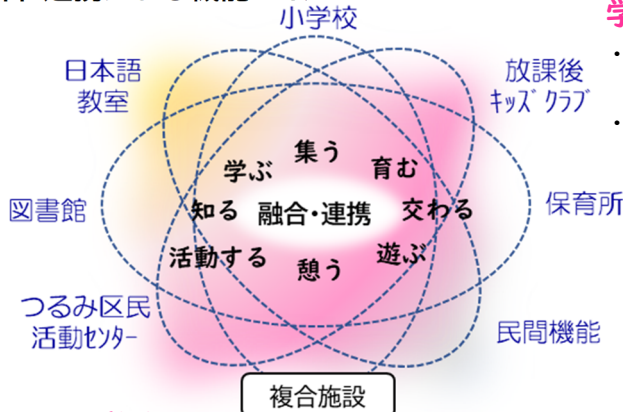 小学校
日本語
教室
放課後
ｷｯｽﾞｸﾗﾌﾞ
集う
学ぶ
育む
図書館
知る
融合・連携
交わる
保育所
活動する
憩う
遊ぶ
つるみ区民
活動ｾﾝﾀｰ
民間機能
複合施設